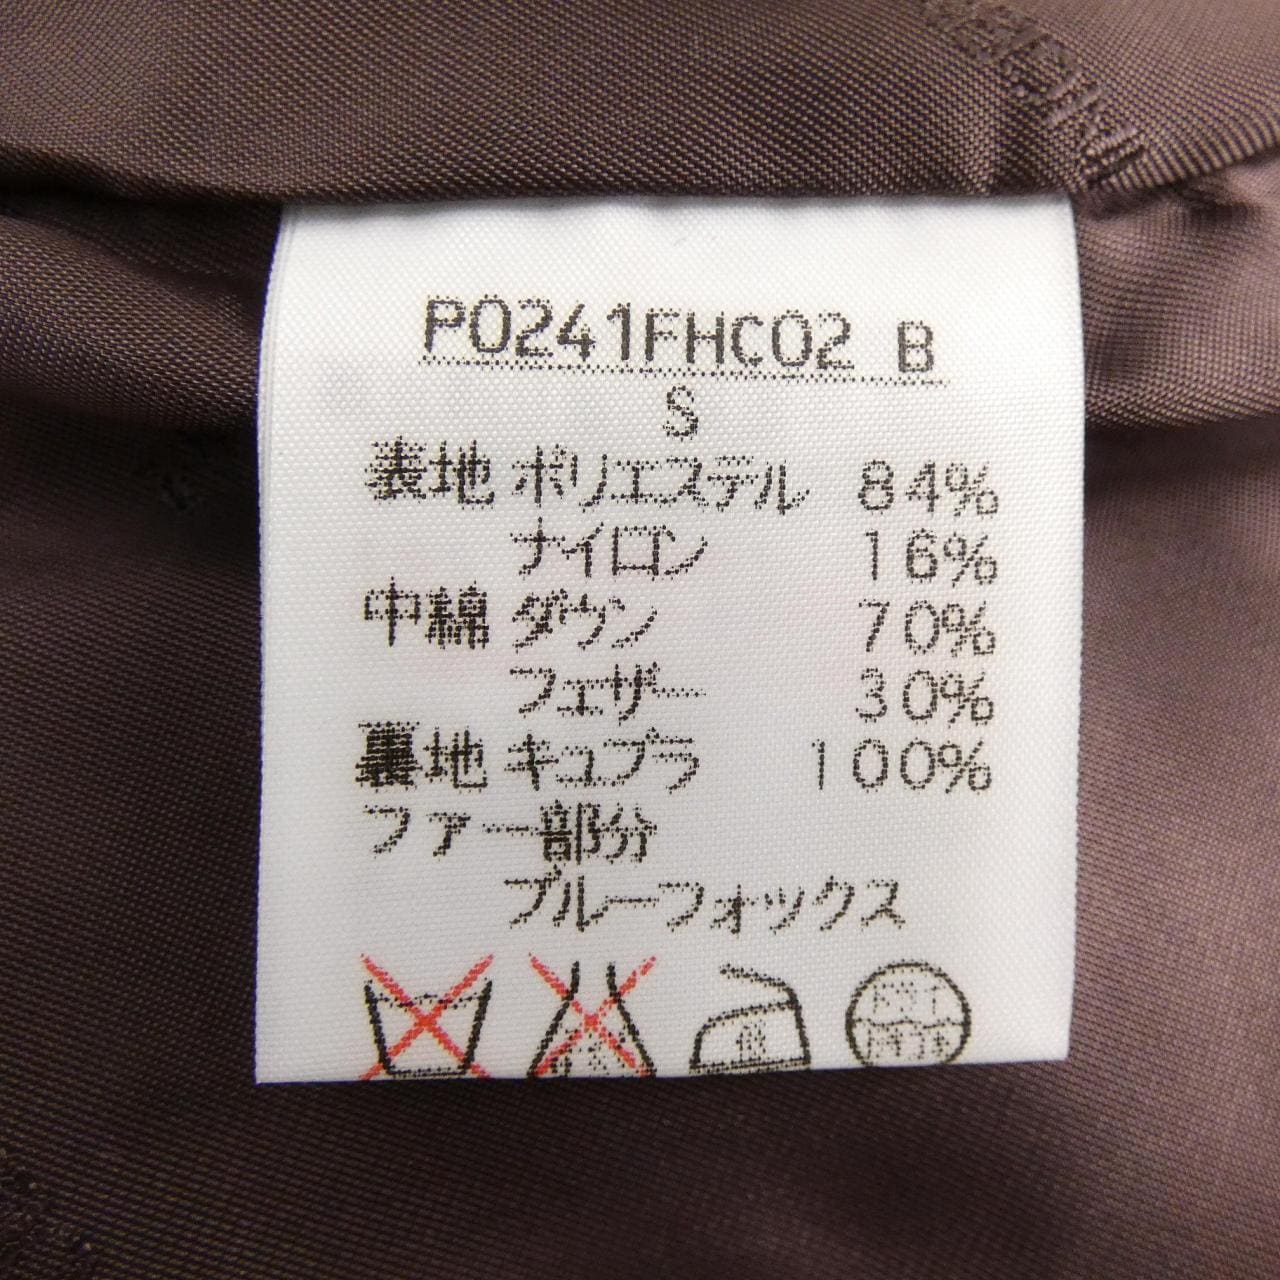 P0241FHC02 B
S
表地 ポリエステル 84%
ナイロン 16%
中綿 ダウン 70%
フェザー 30%
裏地 キュプラ 100%
ファー部分
ブルーフォックス